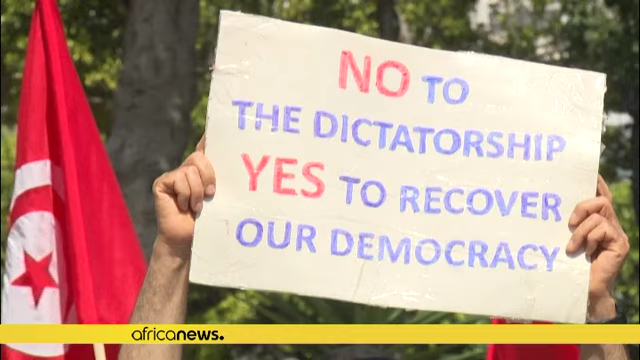 NO TO
THE DICTATORSHIP
YES TO RECOVER
OUR DEMOCRACY
africanews.